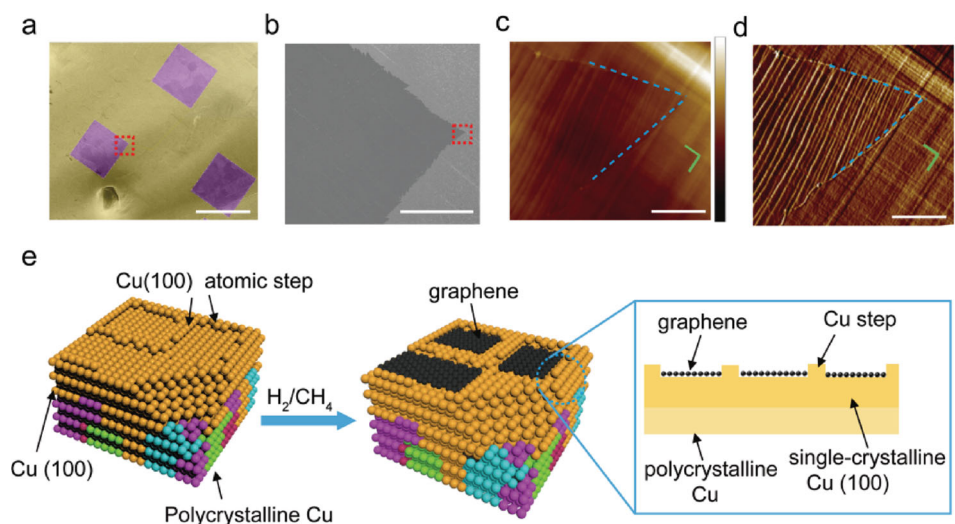 a
b
c
d
e
Cu(100) atomic step
Cu (100)
Polycrystalline Cu
H₂/CH₄
graphene
graphene
Cu step
polycrystalline
Cu
single-crystalline
Cu (100)